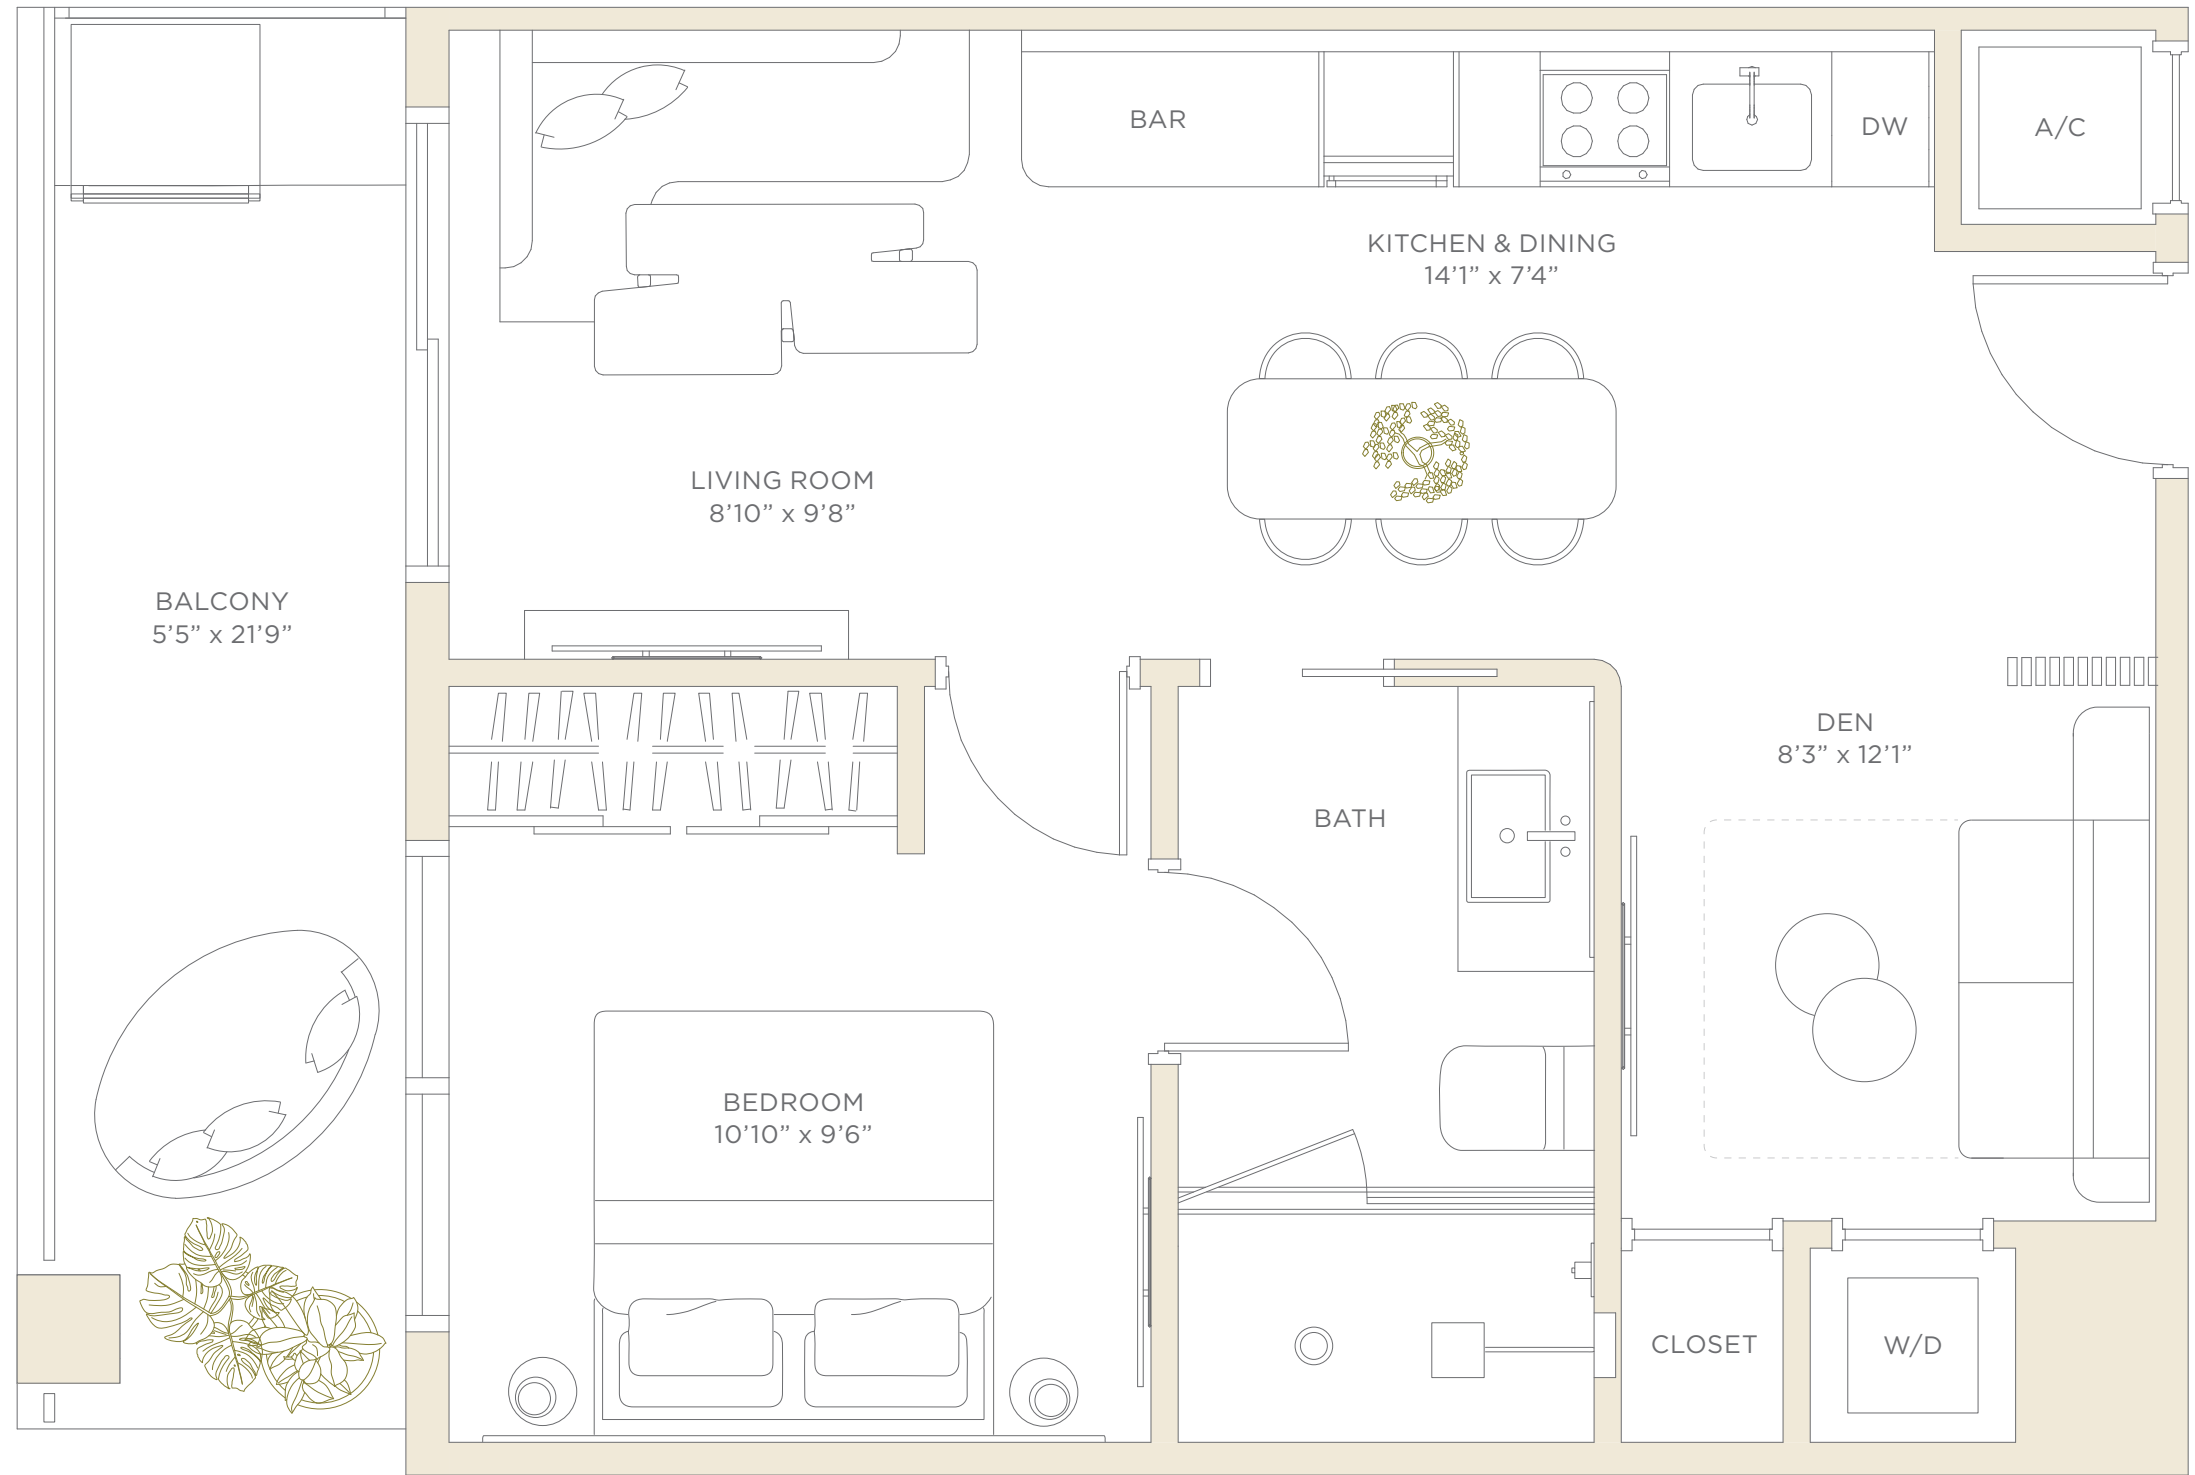 BAR
DW
A/C
KITCHEN & DINING
14’1” x 7’4”
LIVING ROOM
8’10” x 9’8”
BALCONY
5’5” x 21’9”
DEN
8’3” x 12’1”
BATH
BEDROOM
10’10” x 9’6”
CLOSET
W/D